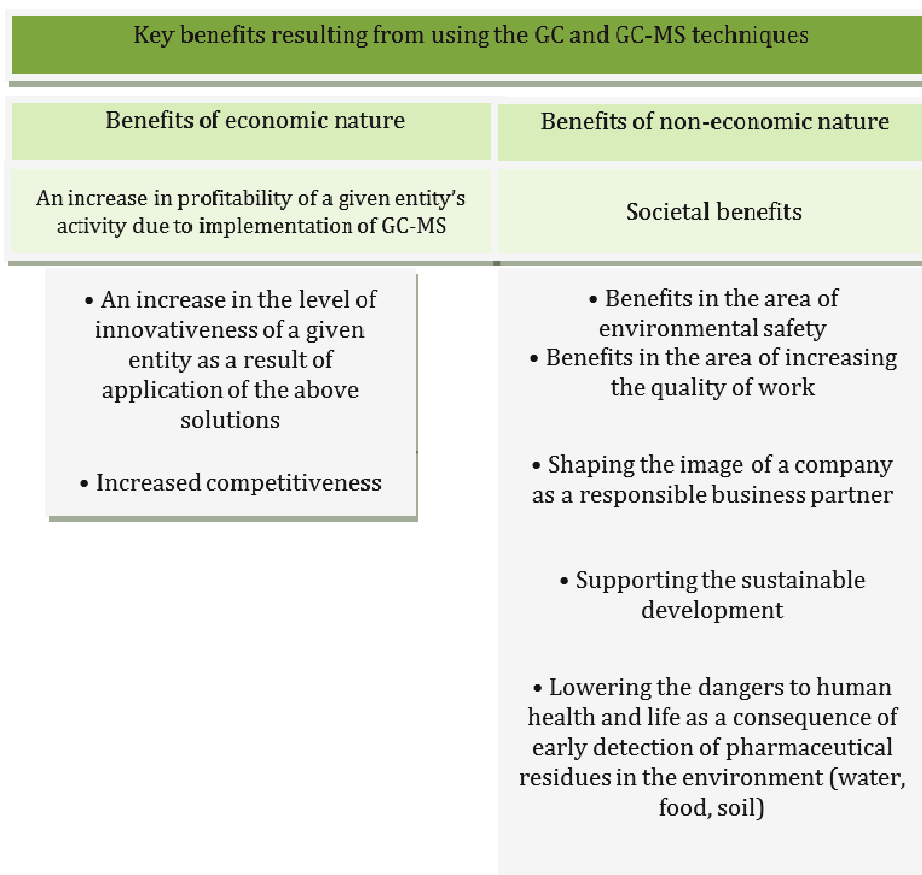 Key benefits resulting from using the GC and GC-MS techniques
Benefits of economic nature
An increase in profitability of a given entity's
activity due to implementation of GC-MS
• An increase in the level of
innovativeness of a given
entity as a result of
application of the above
solutions
• Increased competitiveness
Benefits of non-economic nature
Societal benefits
• Benefits in the area of
environmental safety
• Benefits in the area of increasing
the quality of work
• Shaping the image of a company
as a responsible business partner
• Supporting the sustainable
development
• Lowering the dangers to human
health and life as a consequence of
early detection of pharmaceutical
residues in the environment (water,
food, soil)